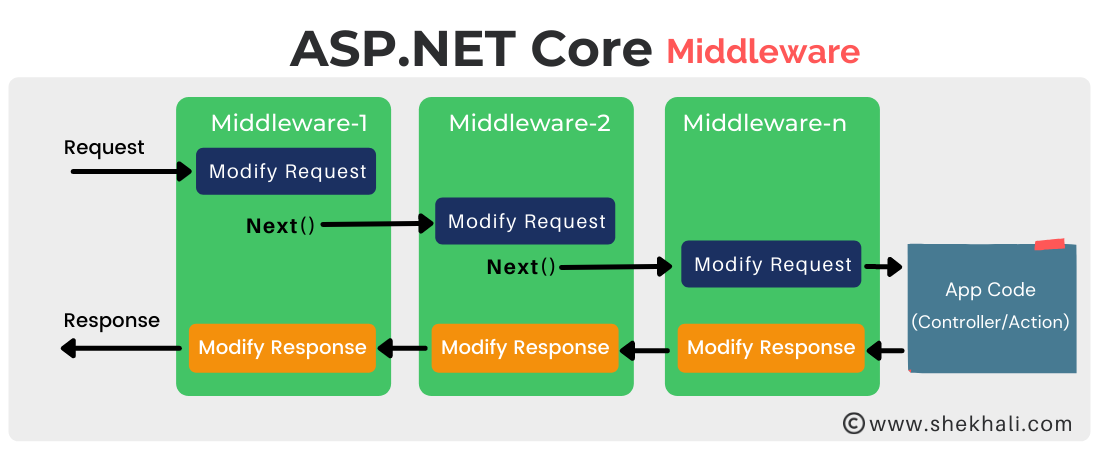 ASP.NET Core Middleware
Middleware-1
Middleware-2
Middleware-n
Request
Modify Request
Next()
Modify Request
Next()
Modify Request
App Code
(Controller/Action)
Response
Modify Response
Modify Response
Modify Response
©www.shekhali.com